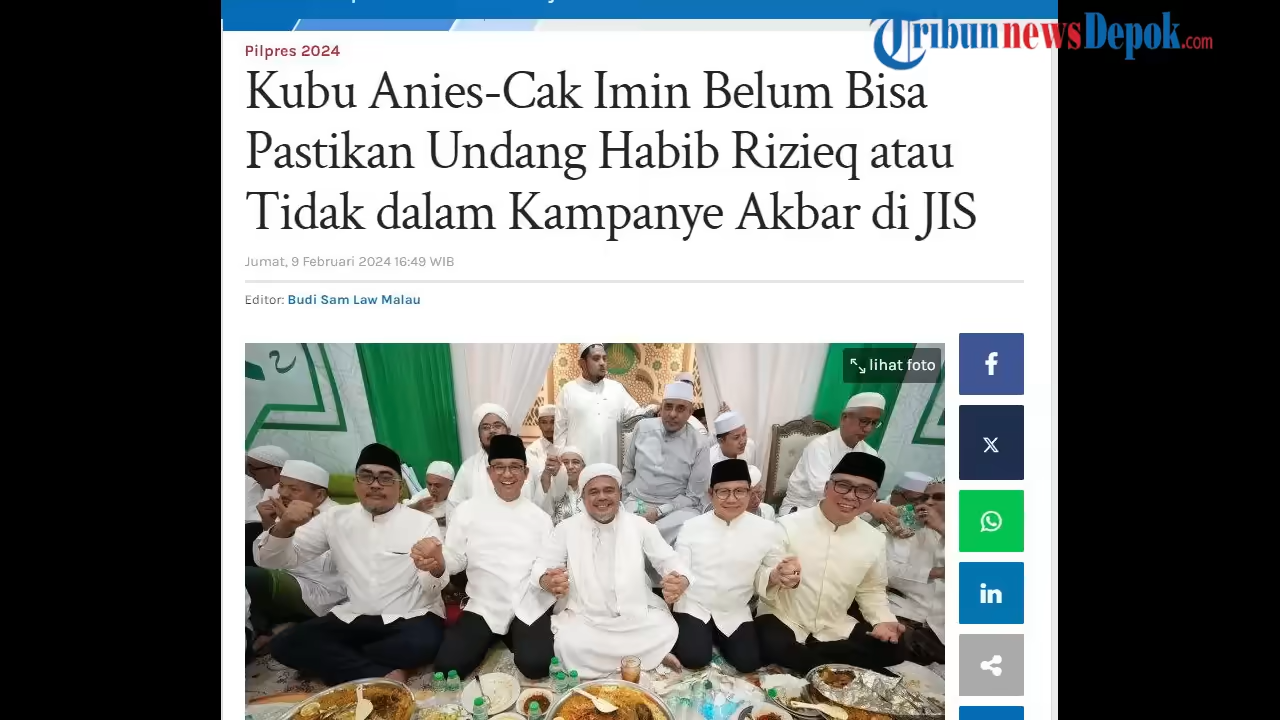 TribunnewsDepok.com
Pilpres 2024
Kubu Anies-Cak Imin Belum Bisa
Pastikan Undang Habib Rizieq atau
Tidak dalam Kampanye Akbar di JIS
Jumat, 9 Februari 2024 16:49 WIB
Editor: Budi Sam Law Malau
lihat foto